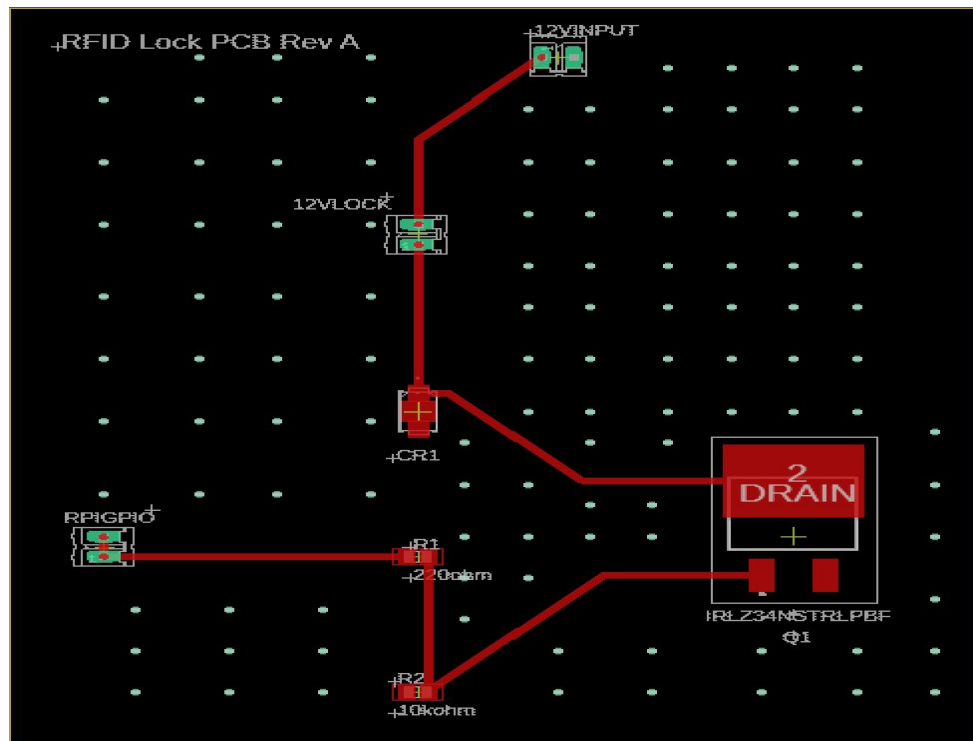 RFID Lock PCB Rev A
12VINPUT
12VLOCK
CR1
2
DRAIN
RPIGPIO
R1
220ohm
IRLZ34NSTRLPBF
Q1
R2
10kohm